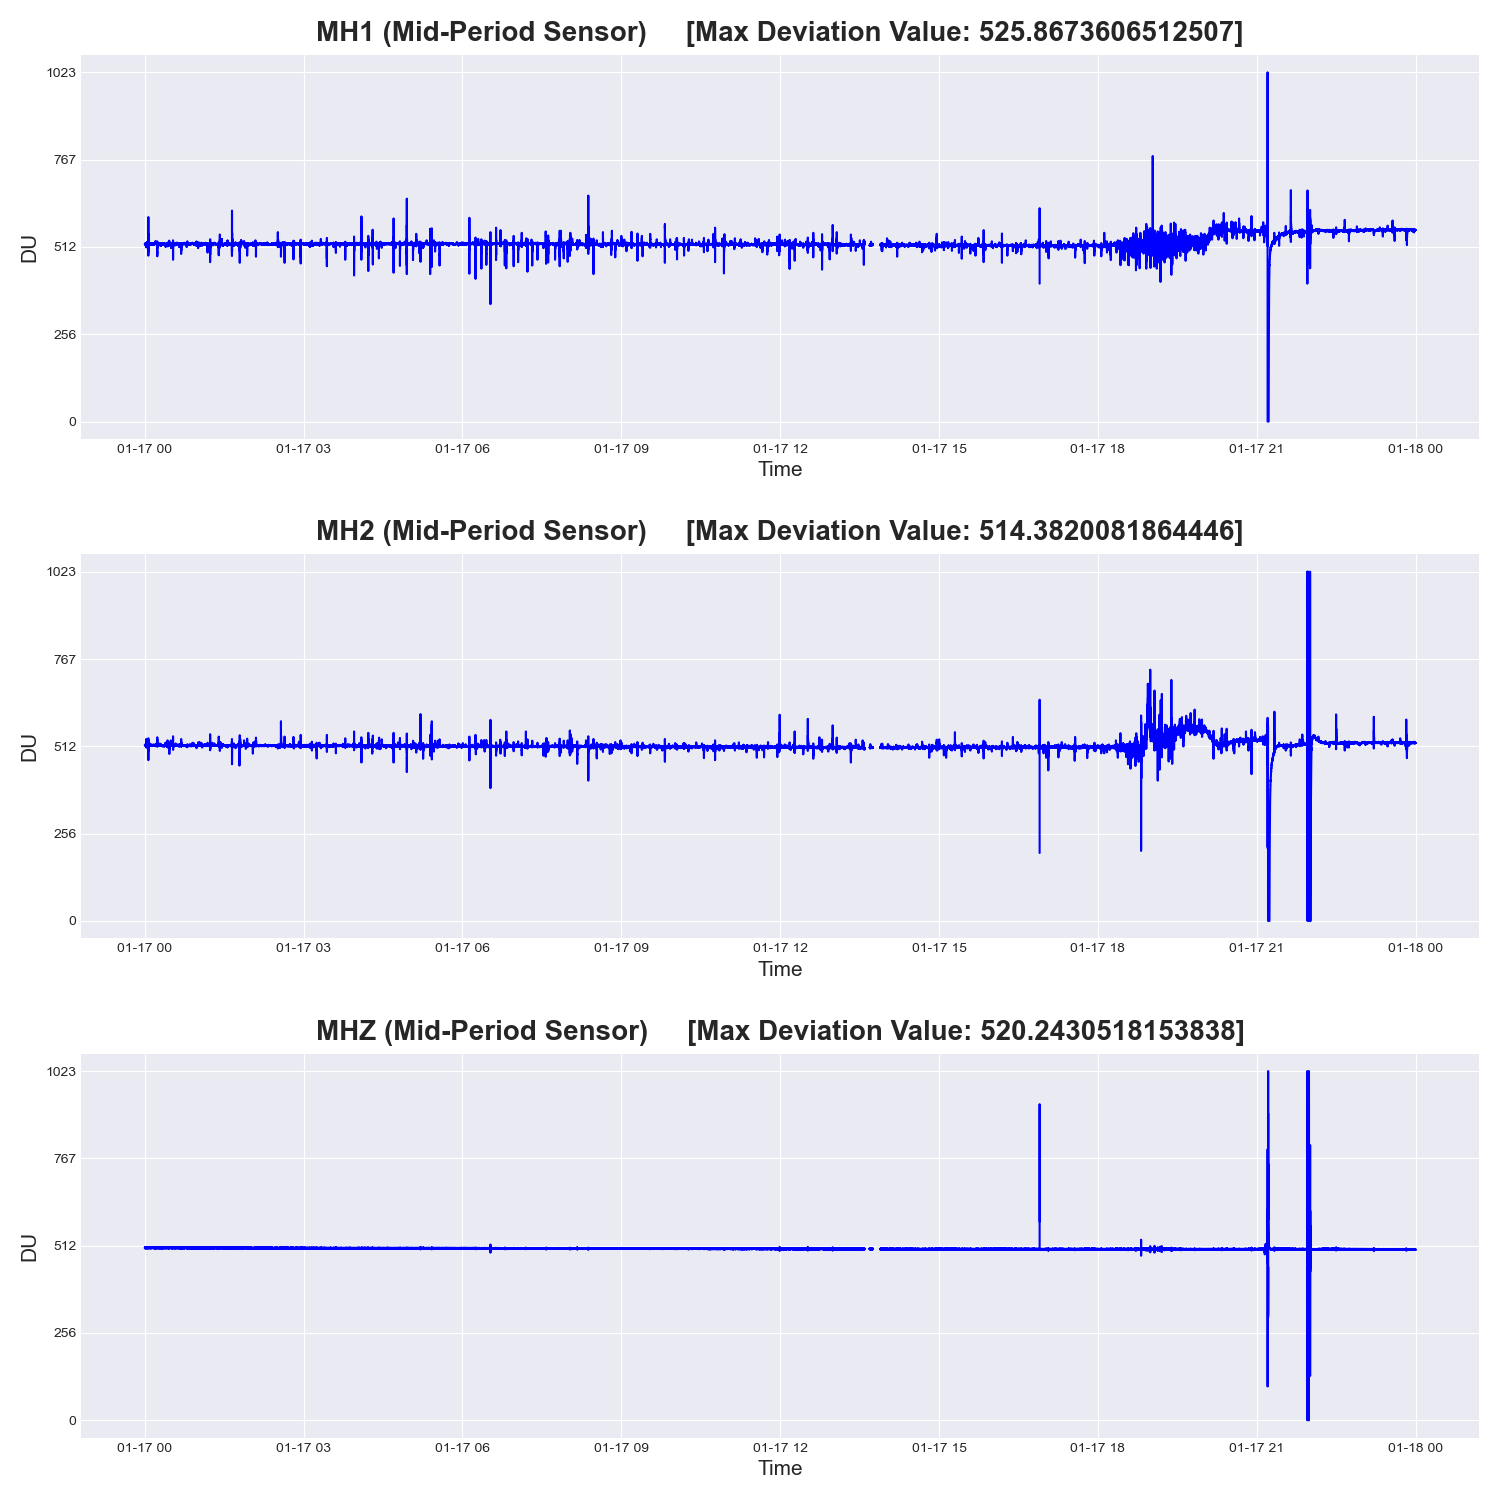 MH1 (Mid-Period Sensor) [Max Deviation Value: 525.8673606512507]
1023
767
512
256
0
DU
01-17 00 01-17 03 01-17 06 01-17 09 01-17 12 01-17 15 01-17 18 01-17 21 01-18 00
Time
MH2 (Mid-Period Sensor) [Max Deviation Value: 514.3820081864446]
1023
767
512
256
0
DU
01-17 00 01-17 03 01-17 06 01-17 09 01-17 12 01-17 15 01-17 18 01-17 21 01-18 00
Time
MHZ (Mid-Period Sensor) [Max Deviation Value: 520.2430518153838]
1023
767
512
256
0
DU
01-17 00 01-17 03 01-17 06 01-17 09 01-17 12 01-17 15 01-17 18 01-17 21 01-18 00
Time